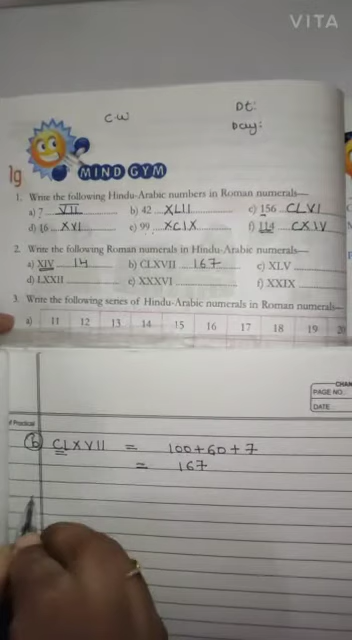 VITA
CW
Dt:
Day:
MIND GYM
1. Write the following Hindu-Arabic numbers in Roman numerals—
a) 7 VII b) 42 XLII c) 156 CLVI
d) 16 XVI e) 99 XCIX f) 114 CXIV
2. Write following Roman numerals in Hindu-Arabic numerals—
a) XIV 14 b) CLXVII 167 c) XLV
d) LXXII e) XXXVI f) XXIX
3. Write the following series of Hindu-Arabic numerals in Roman numerals—
a) 11 12 13 14 15 16 17 18 19 20
PAGE NO.
DATE
Practical
(b) CLXVII = 100+60+7
= 167